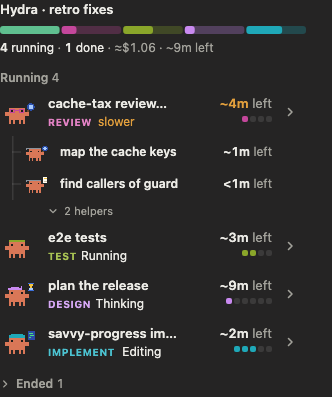 Hydra · retro fixes
4 running · 1 done · ≈$1.06 · ~9m left
Running 4
cache-tax review... ~4m left
REVIEW slower
map the cache keys ~1m left
find callers of guard <1m left
2 helpers
e2e tests ~3m left
TEST Running
plan the release ~9m left
DESIGN Thinking
savvy-progress im... ~2m left
IMPLEMENT Editing
Ended 1